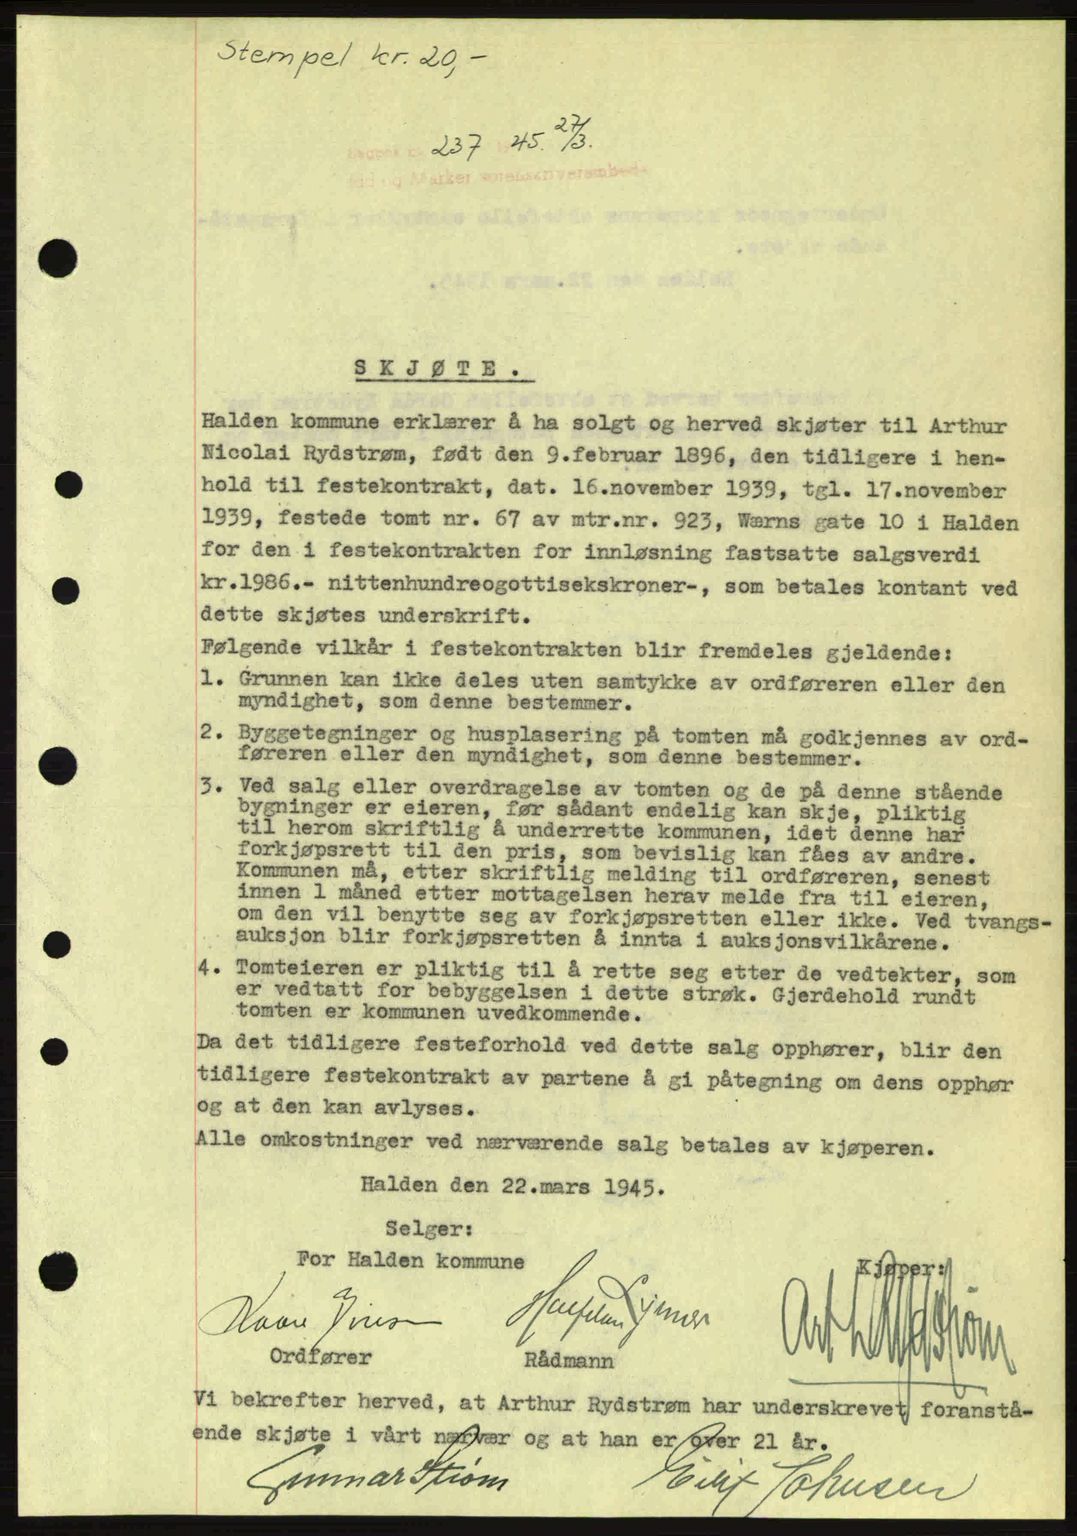 Stempel kr. 20,-
237 45. 27/3.
SKJØTE.
Halden kommune erklærer å ha solgt og herved skjøter til Arthur
Nicolai Rydstrøm, født den 9.februar 1896, den tidligere i hen-
hold til festekontrakt, dat. 16.november 1939, tgl. 17.november
1939, festede tomt nr. 67 av mtr.nr. 923, Wærns gate 10 i Halden
for den i festekontrakten for innløsning fastsatte salgsverdi
kr.1986.- nittenhundreogottisekskroner-, som betales kontant ved
dette skjøtes underskrift.
Følgende vilkår i festekontrakten blir fremdeles gjeldende:
1. Grunnen kan ikke deles uten samtykke av ordføreren eller den
myndighet, som denne bestemmer.
2. Byggetegninger og husplasering på tomten må godkjennes av ord-
føreren eller den myndighet, som denne bestemmer.
3. Ved salg eller overdragelse av tomten og de på denne stående
bygninger er eieren, før sådant endelig kan skje, pliktig
til herom skriftlig å underrette kommunen, idet denne har
forkjøpsrett til den pris, som bevislig kan fåes av andre.
Kommunen må, etter skriftlig melding til ordføreren, senest
innen 1 måned etter mottagelsen herav melde fra til eieren,
om den vil benytte seg av forkjøpsretten eller ikke. Ved tvangs-
auksjon blir forkjøpsretten å innta i auksjonsvilkårene.
4. Tomteieren er pliktig til å rette seg etter de vedtekter, som
er vedtatt for bebyggelsen i dette strøk. Gjerdehold rundt
tomten er kommunen uvedkommende.
Da det tidligere festeforhold ved dette salg opphører, blir den
tidligere festekontrakt av partene å gi påtegning om dens opphør
og at den kan avlyses.
Alle omkostninger ved nærværende salg betales av kjøperen.
Halden den 22.mars 1945.
Selger:
For Halden kommune
Kjøper:
Art Rydstrøm
Ordfører Rådmann
Vi bekrefter herved, at Arthur Rydstrøm har underskrevet foranstå-
ende skjøte i vårt nærvær og at han er over 21 år.
Gunnar Strøm Erik Johnsen